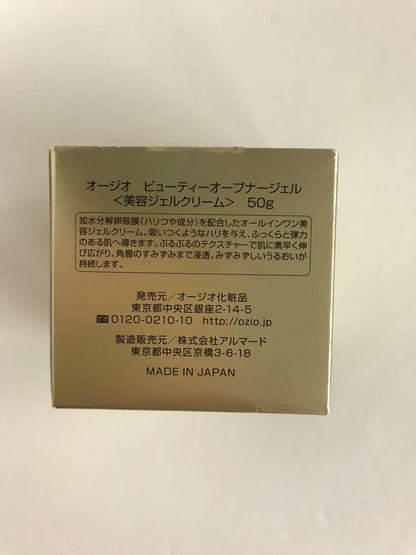 オージオ ビューティーオープナージェル
＜美容ジェルクリーム＞ 50g
加水分解卵殻膜(ハリつや成分)を配合したオールインワン美
容ジェルクリーム。吸いつくようなハリを与え、ふっくらと弾力
のある肌へ導きます。ぷるぷるのテクスチャーで肌に素早く伸
び広がり、角層のすみずみまで浸透。みずみずしいうるおいが
持続します。
発売元／オージオ化粧品
東京都中央区銀座2-14-5
0120-0210-10 http://ozio.jp
製造販売元／株式会社アルマード
東京都中央区京橋3-6-18
MADE IN JAPAN